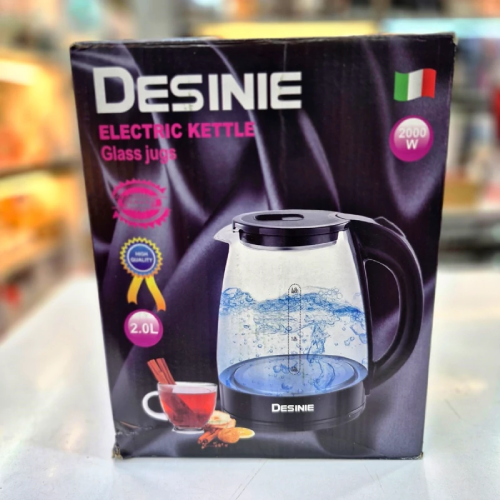 DESINIE
ELECTRIC KETTLE
Glass jugs
2000
W
HIGH
QUALITY
2.0L
DESINIE